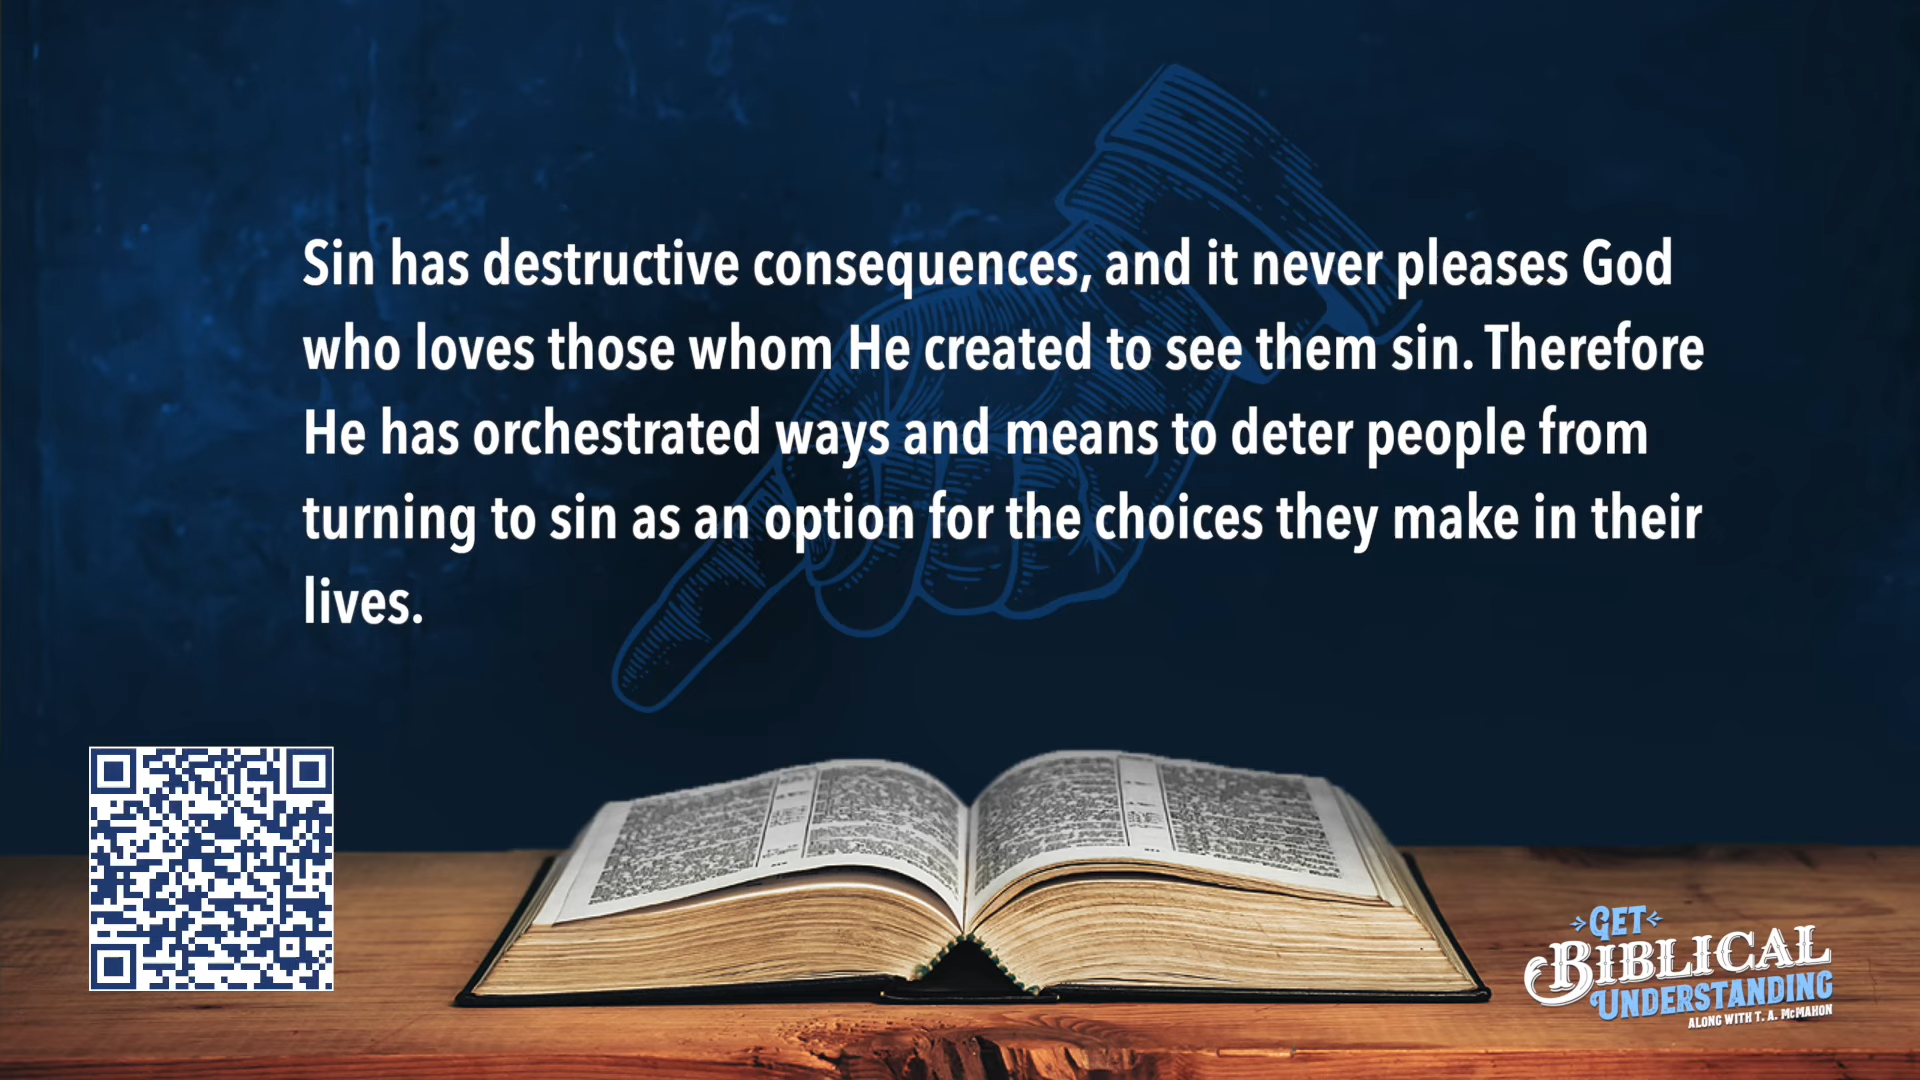 Sin has destructive consequences, and it never pleases God
who loves those whom He created to see them sin. Therefore
He has orchestrated ways and means to deter people from
turning to sin as an option for the choices they make in their
lives.
GET
BIBLICAL
UNDERSTANDING
ALONG WITH T. A. McMAHON